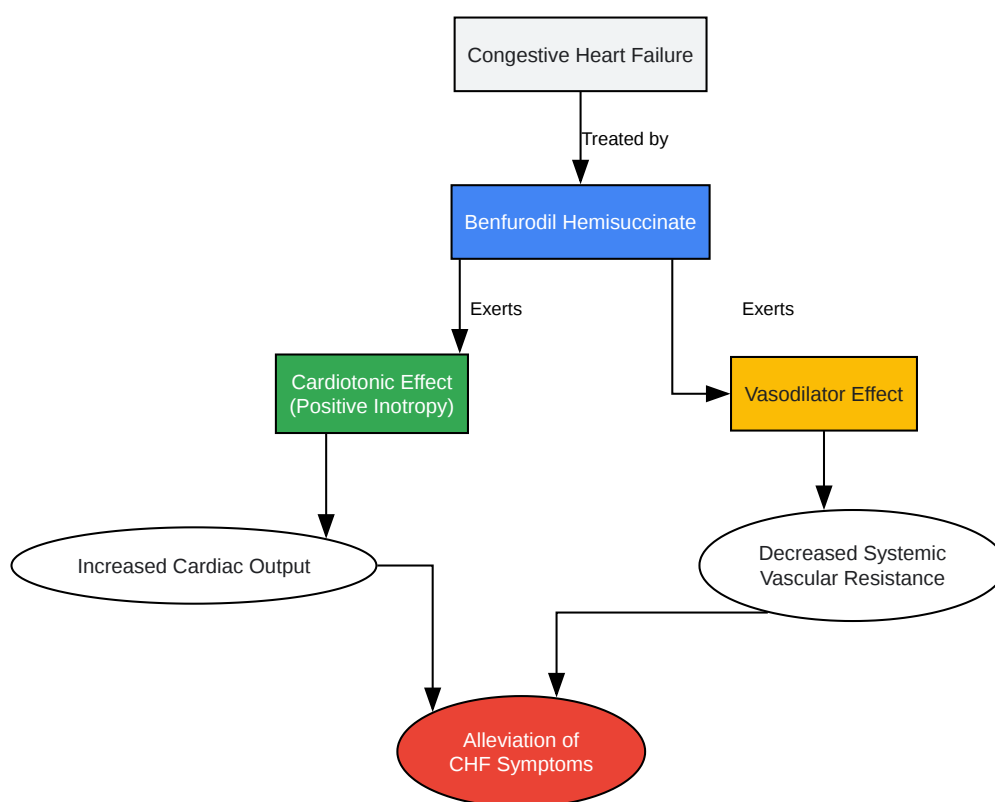 Congestive Heart Failure
Treated by
Benfurodil Hemisuccinate
Exerts
Exerts
Cardiotonic Effect
(Positive Inotropy)
Vasodilator Effect
Increased Cardiac Output
Decreased Systemic
Vascular Resistance
Alleviation of
CHF Symptoms